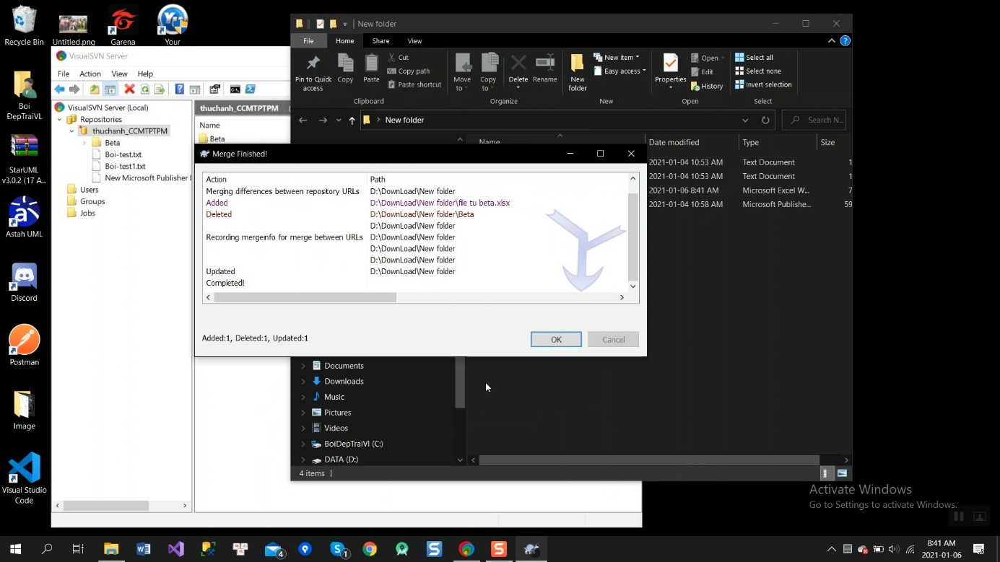 Recycle Bin
Untitled.png
Garena
Your
Boi
ĐẹpTraiVL
StarUML
v3.0.2 (17 A...
Astah UML
Discord
Postman
Image
Visual Studio
Code
VisualSVN Server
File Action View Help
VisualSVN Server (Local)
Repositories
thuchanh_CCMTPTPM
Beta
Boi-test.txt
Boi-test1.txt
New Microsoft Publisher
Users
Groups
Jobs
thuchanh_CCMTPTPM
Name
Beta
New folder
File Home Share View
Pin to Quick
access
Copy
Paste
Cut
Copy path
Paste shortcut
Clipboard
Move
to
Copy
to
Delete
Rename
Organize
New
folder
New item
Easy access
New
Properties
Open
Edit
History
Open
Select all
Select none
Invert selection
Select
New folder
Search N...
Name Date modified Type Size
2021-01-04 10:53 AM Text Document 1
2021-01-04 10:53 AM Text Document 1
2021-01-06 8:41 AM Microsoft Excel W... 7
2021-01-04 10:58 AM Microsoft Publishe... 59
Merge Finished!
Action Path
Merging differences between repository URLs D:\DownLoad\New folder
Added D:\DownLoad\New folder\file tu beta.xlsx
Deleted D:\DownLoad\New folder\Beta
D:\DownLoad\New folder
Recording mergeinfo for merge between URLs D:\DownLoad\New folder
D:\DownLoad\New folder
D:\DownLoad\New folder
Updated D:\DownLoad\New folder
Completed!
Added:1, Deleted:1, Updated:1
OK
Cancel
Documents
Downloads
Music
Pictures
Videos
BoiDepTraiVl (C:)
DATA (D:)
4 items
Activate Windows
Go to Settings to activate Windows.
4
1
8:41 AM
2021-01-06